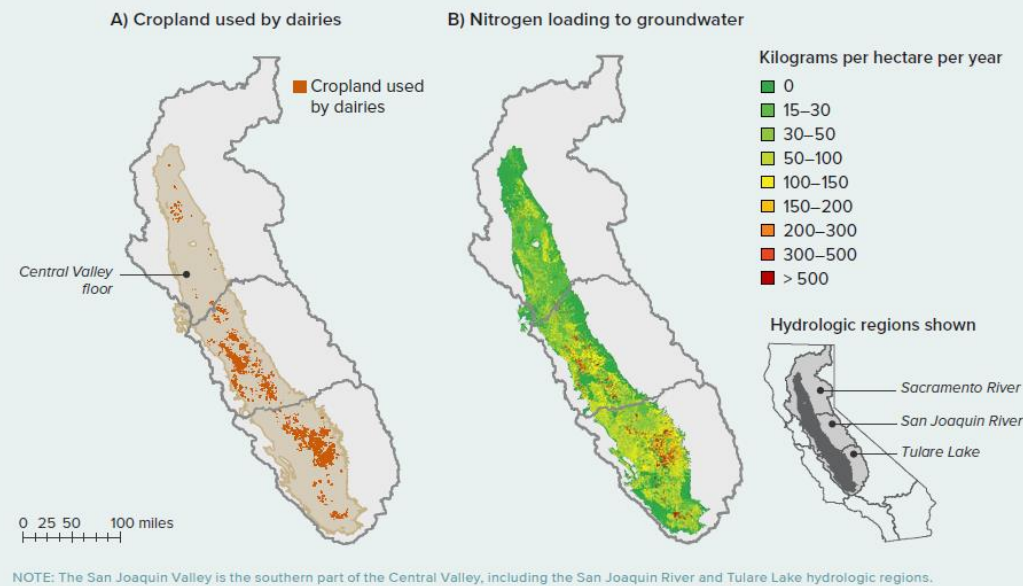 A) Cropland used by dairies
B) Nitrogen loading to groundwater
Cropland used
by dairies
Central Valley
floor
0 25 50 100 miles
Kilograms per hectare per year
0
15–30
30–50
50–100
100–150
150–200
200–300
300–500
> 500
Hydrologic regions shown
Sacramento River
San Joaquin River
Tulare Lake
NOTE: The San Joaquin Valley is the southern part of the Central Valley, including the San Joaquin River and Tulare Lake hydrologic regions.